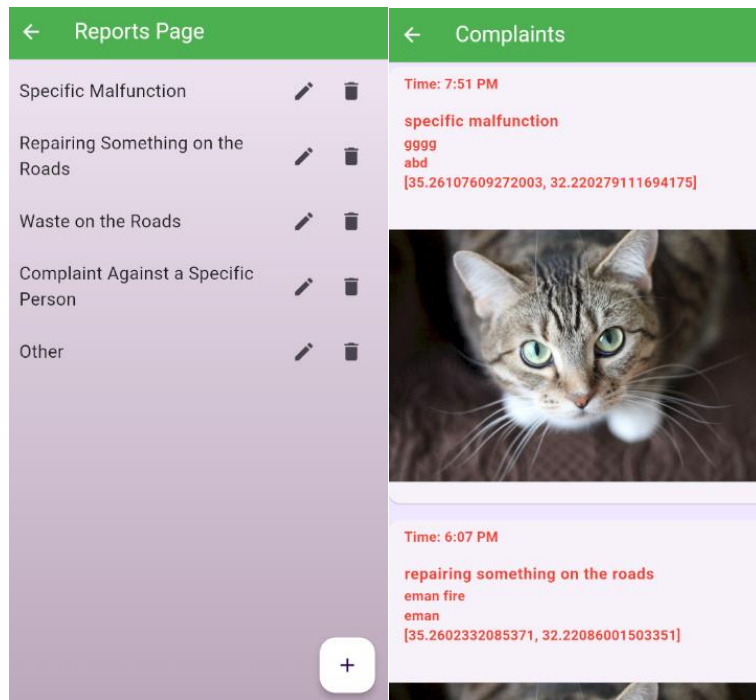 Reports Page
Specific Malfunction
Repairing Something on the
Roads
Waste on the Roads
Complaint Against a Specific
Person
Other
+
Complaints
Time: 7:51 PM
specific malfunction
gggg
abd
[35.26107609272003, 32.220279111694175]
Time: 6:07 PM
repairing something on the roads
eman fire
eman
[35.2602332085371, 32.22086001503351]